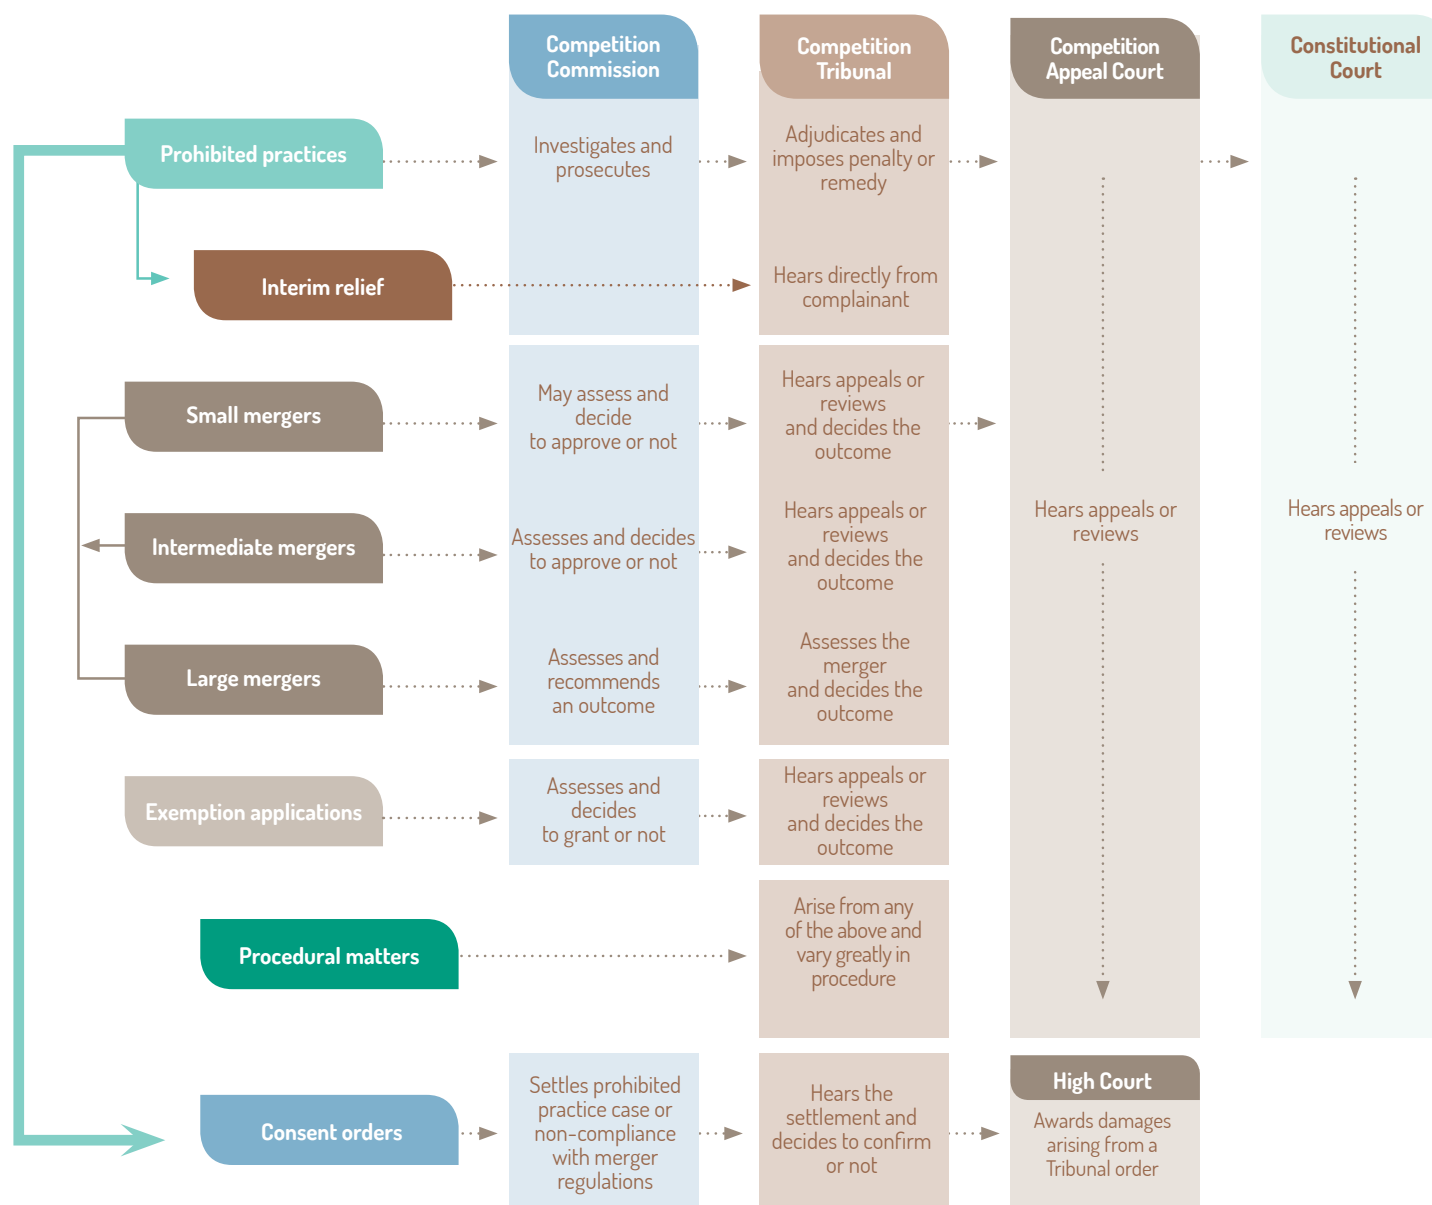 Competition
Commission
Competition
Tribunal
Competition
Appeal Court
Constitutional
Court
Prohibited practices
Investigates and
prosecutes
Adjudicates and
imposes penalty or
remedy
Interim relief
Hears directly from
complainant
Small mergers
May assess and
decide
to approve or not
Hears appeals or
reviews
and decides the
outcome
Intermediate mergers
Assesses and decides
to approve or not
Hears appeals or
reviews
and decides the
outcome
Hears appeals or
reviews
Hears appeals or
reviews
Large mergers
Assesses and
recommends
an outcome
Assesses the
merger
and decides the
outcome
Exemption applications
Assesses and
decides
to grant or not
Hears appeals or
reviews
and decides the
outcome
Procedural matters
Arise from any
of the above and
vary greatly in
procedure
Consent orders
Settles prohibited
practice case or
non-compliance
with merger
regulations
Hears the
settlement and
decides to confirm
or not
High Court
Awards damages
arising from a
Tribunal order